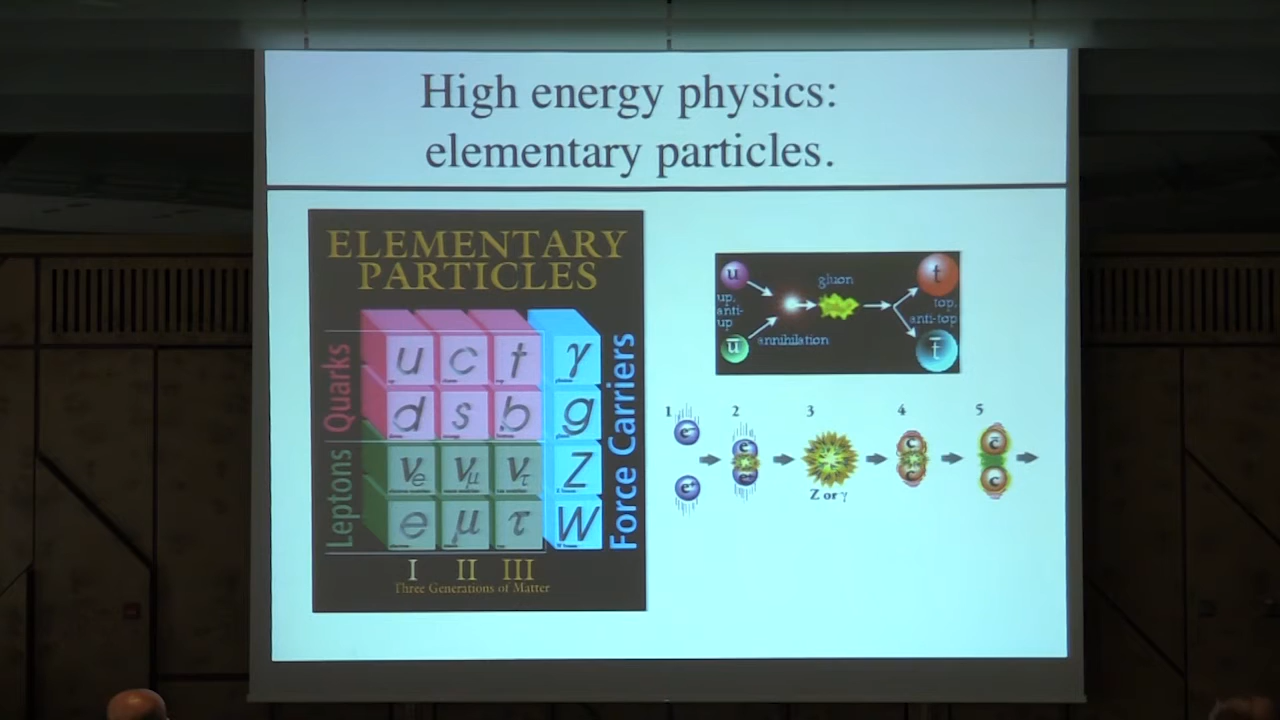 High energy physics:
elementary particles.
ELEMENTARY
PARTICLES
Quarks
Leptons
Force Carriers
u c t γ
d s b g
νe νμ ντ Z
e μ τ W
I II III
Three Generations of Matter
u
gluon
t
up,
anti-
up
top,
anti-top
u̅
annihilation
t̅
1 2 3 4 5
e⁻ e⁻ c c̅
e⁺ e⁺ c̅ c
Z or γ